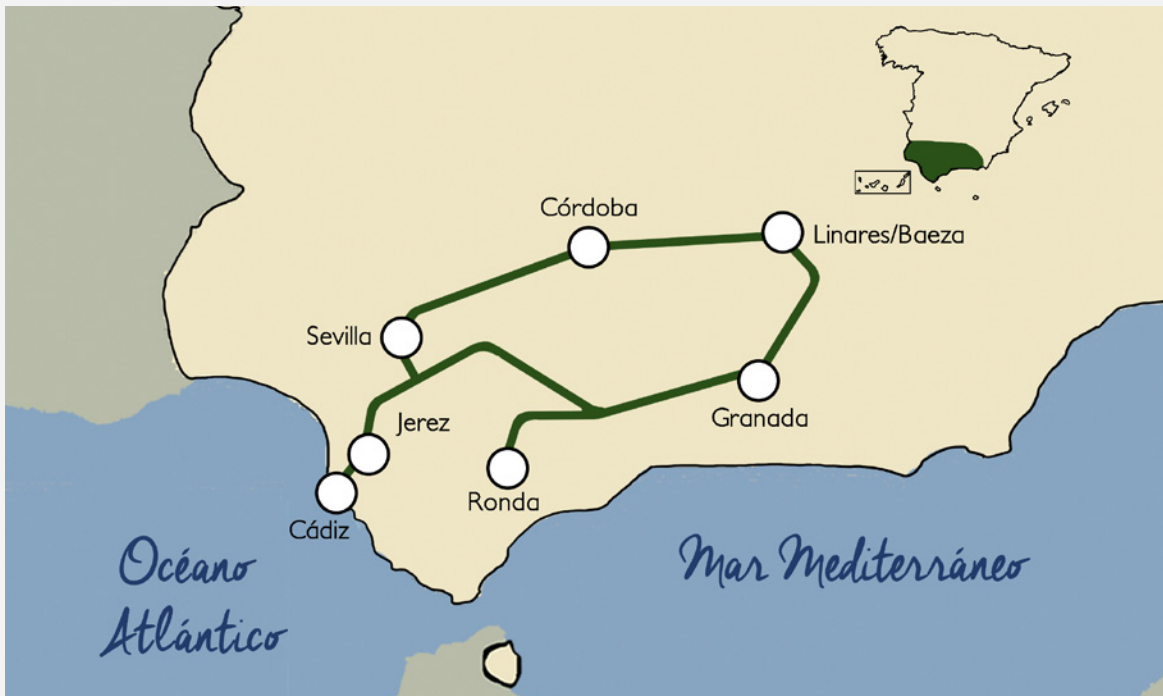 Córdoba
Linares/Baeza
Sevilla
Jerez
Granada
Ronda
Cádiz
Océano
Atlántico
Mar Mediterráneo